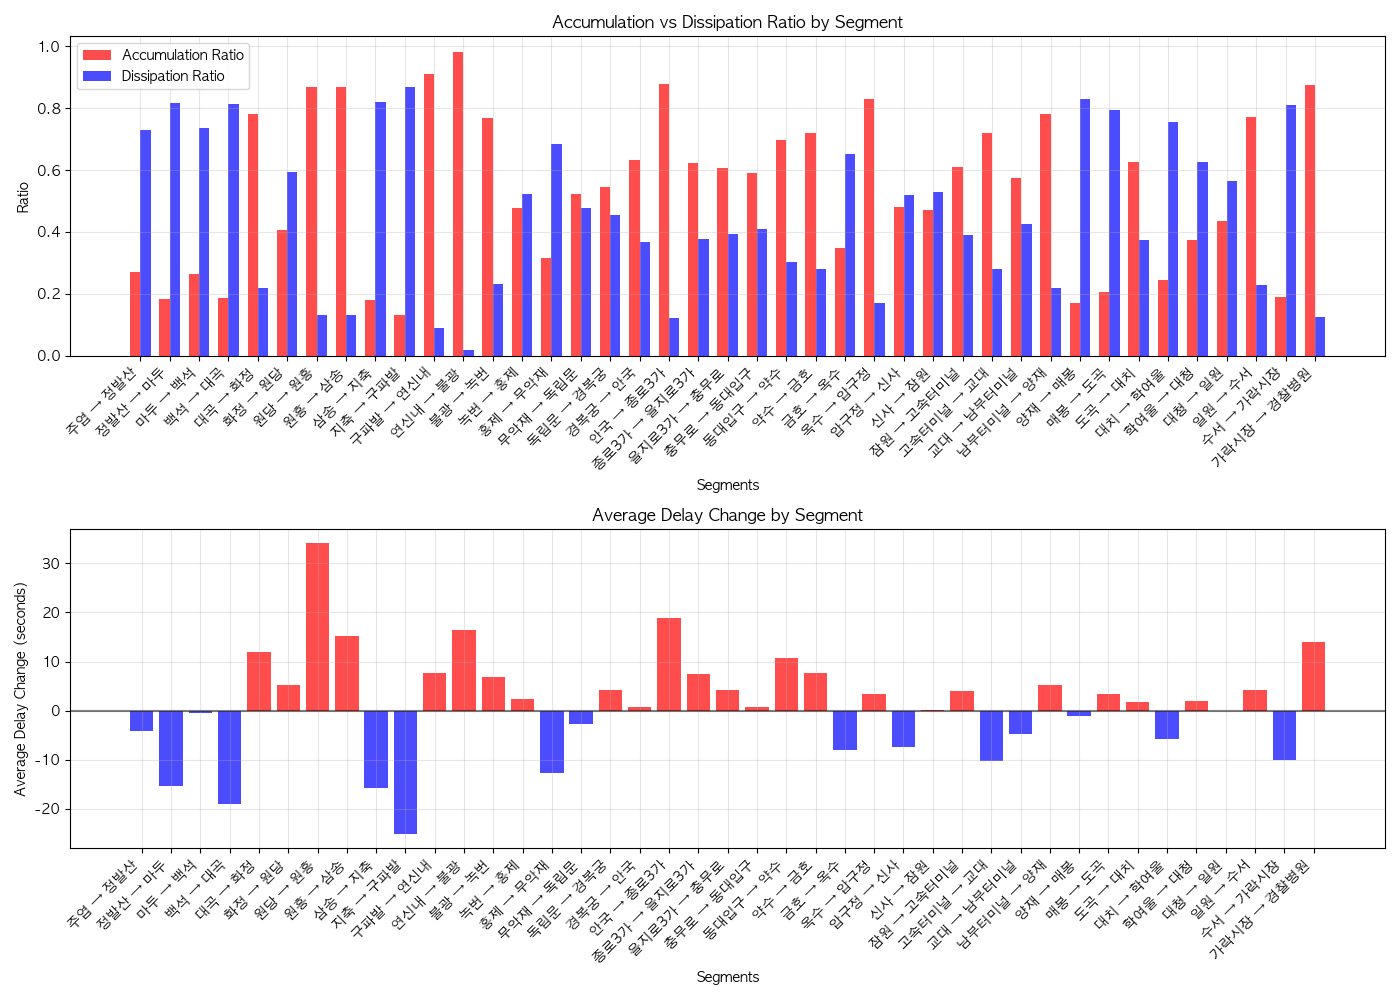 Accumulation vs Dissipation Ratio by Segment
Accumulation Ratio
Dissipation Ratio
Ratio
1.0
0.8
0.6
0.4
0.2
0.0
주엽 → 정발산
정발산 → 마두
마두 → 백석
백석 → 대곡
대곡 → 화정
화정 → 원당
원당 → 원흥
원흥 → 삼송
삼송 → 지축
지축 → 구파발
구파발 → 연신내
연신내 → 불광
불광 → 녹번
녹번 → 홍제
홍제 → 무악재
무악재 → 독립문
독립문 → 경복궁
경복궁 → 안국
안국 → 종로3가
종로3가 → 을지로3가
을지로3가 → 충무로
충무로 → 동대입구
동대입구 → 약수
약수 → 금호
금호 → 옥수
옥수 → 압구정
압구정 → 신사
신사 → 잠원
잠원 → 고속터미널
고속터미널 → 교대
교대 → 남부터미널
남부터미널 → 양재
양재 → 매봉
매봉 → 도곡
도곡 → 대치
대치 → 학여울
학여울 → 대청
대청 → 일원
일원 → 수서
수서 → 가락시장
가락시장 → 경찰병원
Segments
Average Delay Change by Segment
Average Delay Change (seconds)
30
20
10
0
-10
-20
주엽 → 정발산
정발산 → 마두
마두 → 백석
백석 → 대곡
대곡 → 화정
화정 → 원당
원당 → 원흥
원흥 → 삼송
삼송 → 지축
지축 → 구파발
구파발 → 연신내
연신내 → 불광
불광 → 녹번
녹번 → 홍제
홍제 → 무악재
무악재 → 독립문
독립문 → 경복궁
경복궁 → 안국
안국 → 종로3가
종로3가 → 을지로3가
을지로3가 → 충무로
충무로 → 동대입구
동대입구 → 약수
약수 → 금호
금호 → 옥수
옥수 → 압구정
압구정 → 신사
신사 → 잠원
잠원 → 고속터미널
고속터미널 → 교대
교대 → 남부터미널
남부터미널 → 양재
양재 → 매봉
매봉 → 도곡
도곡 → 대치
대치 → 학여울
학여울 → 대청
대청 → 일원
일원 → 수서
수서 → 가락시장
가락시장 → 경찰병원
Segments